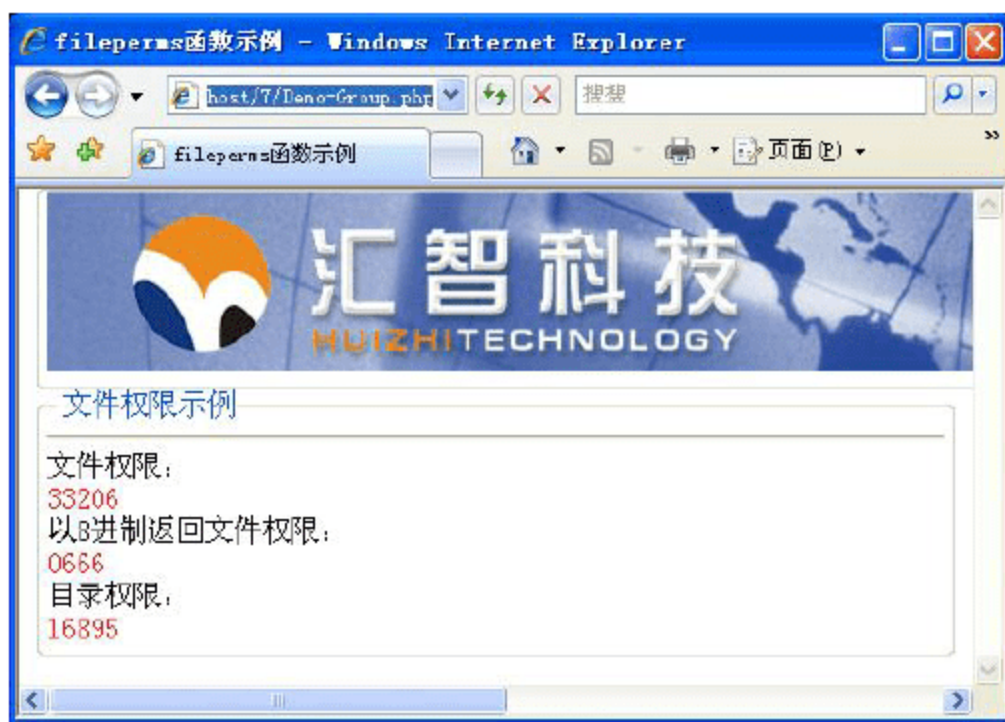 fileperms函数示例 - Windows Internet Explorer
host/7/Demo-Group.php
搜搜
fileperms函数示例
页面(P)
汇智科技
HUIZHITECHNOLOGY
文件权限示例
文件权限:
33206
以8进制返回文件权限:
0666
目录权限:
16895